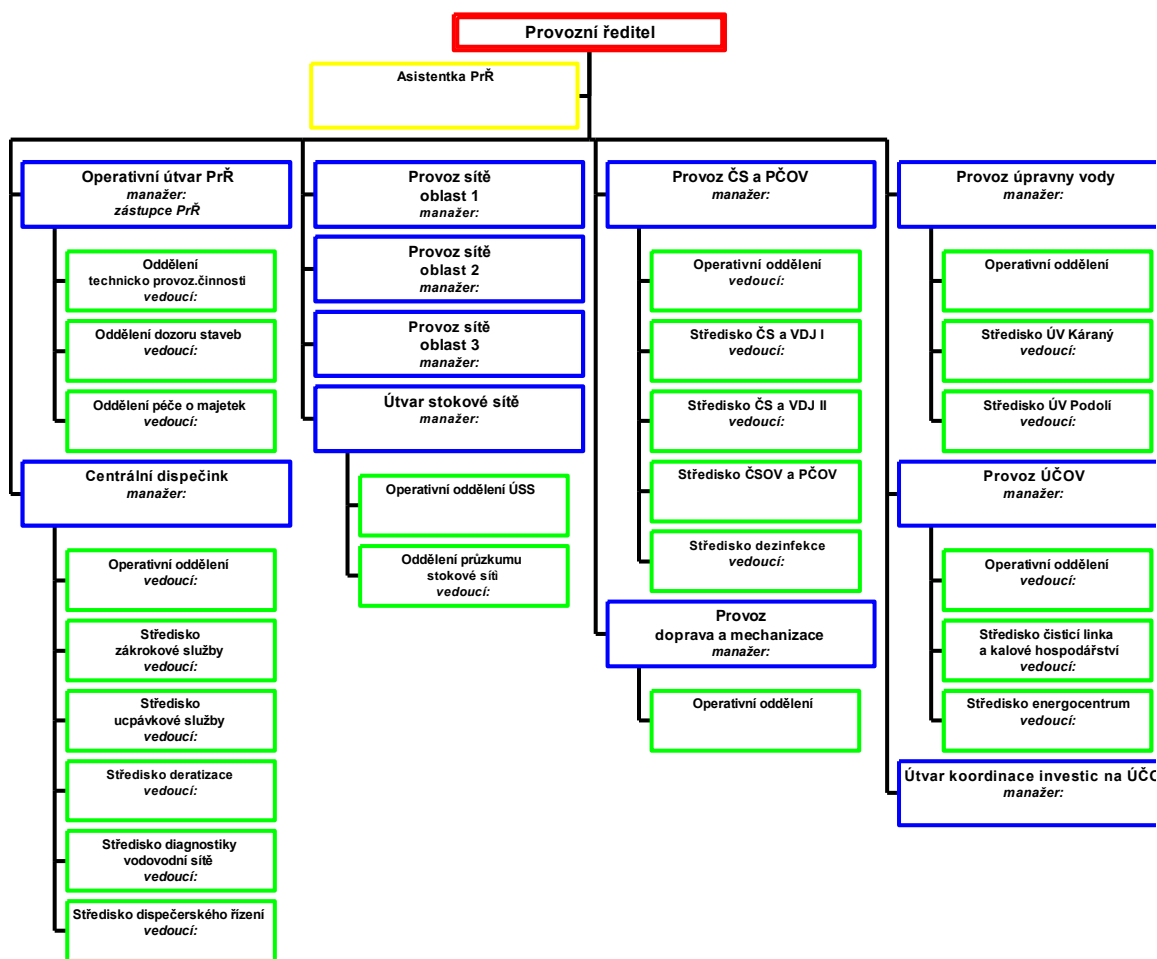 Provozní ředitel
Asistentka PrŘ
Operativní útvar PrŘ
manažer:
zástupce PrŘ
Oddělení
technicko provoz.činnosti
vedoucí:
Oddělení dozoru staveb
vedoucí:
Oddělení péče o majetek
vedoucí:
Centrální dispečink
manažer:
Operativní oddělení
vedoucí:
Středisko
zákrokové služby
vedoucí:
Středisko
ucpávkové služby
vedoucí:
Středisko deratizace
vedoucí:
Středisko diagnostiky
vodovodní sítě
vedoucí:
Středisko dispečerského řízení
vedoucí:
Provoz sítě
oblast 1
manažer:
Provoz sítě
oblast 2
manažer:
Provoz sítě
oblast 3
manažer:
Útvar stokové sítě
manažer:
Operativní oddělení ÚSS
Oddělení průzkumu
stokové síti
vedoucí:
Provoz ČS a PČOV
manažer:
Operativní oddělení
vedoucí:
Středisko ČS a VDJ I
vedoucí:
Středisko ČS a VDJ II
vedoucí:
Středisko ČSOV a PČOV
Středisko dezinfekce
vedoucí:
Provoz
doprava a mechanizace
manažer:
Operativní oddělení
Provoz úpravny vody
manažer:
Operativní oddělení
Středisko ÚV Káraný
vedoucí:
Středisko ÚV Podolí
vedoucí:
Provoz ÚČOV
manažer:
Operativní oddělení
vedoucí:
Středisko čisticí linka
a kalové hospodářství
vedoucí:
Středisko energocentrum
vedoucí:
Útvar koordinace investic na ÚČO
manažer: